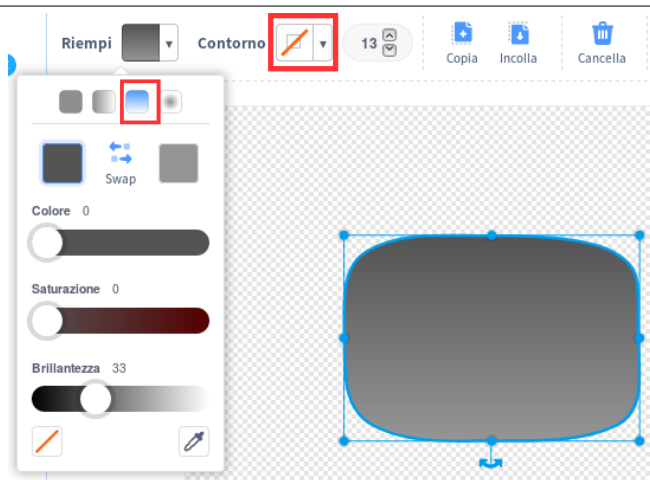 Riempi
Contorno
13
Copia
Incolla
Cancella
Swap
Colore 0
Saturazione 0
Brillantezza 33